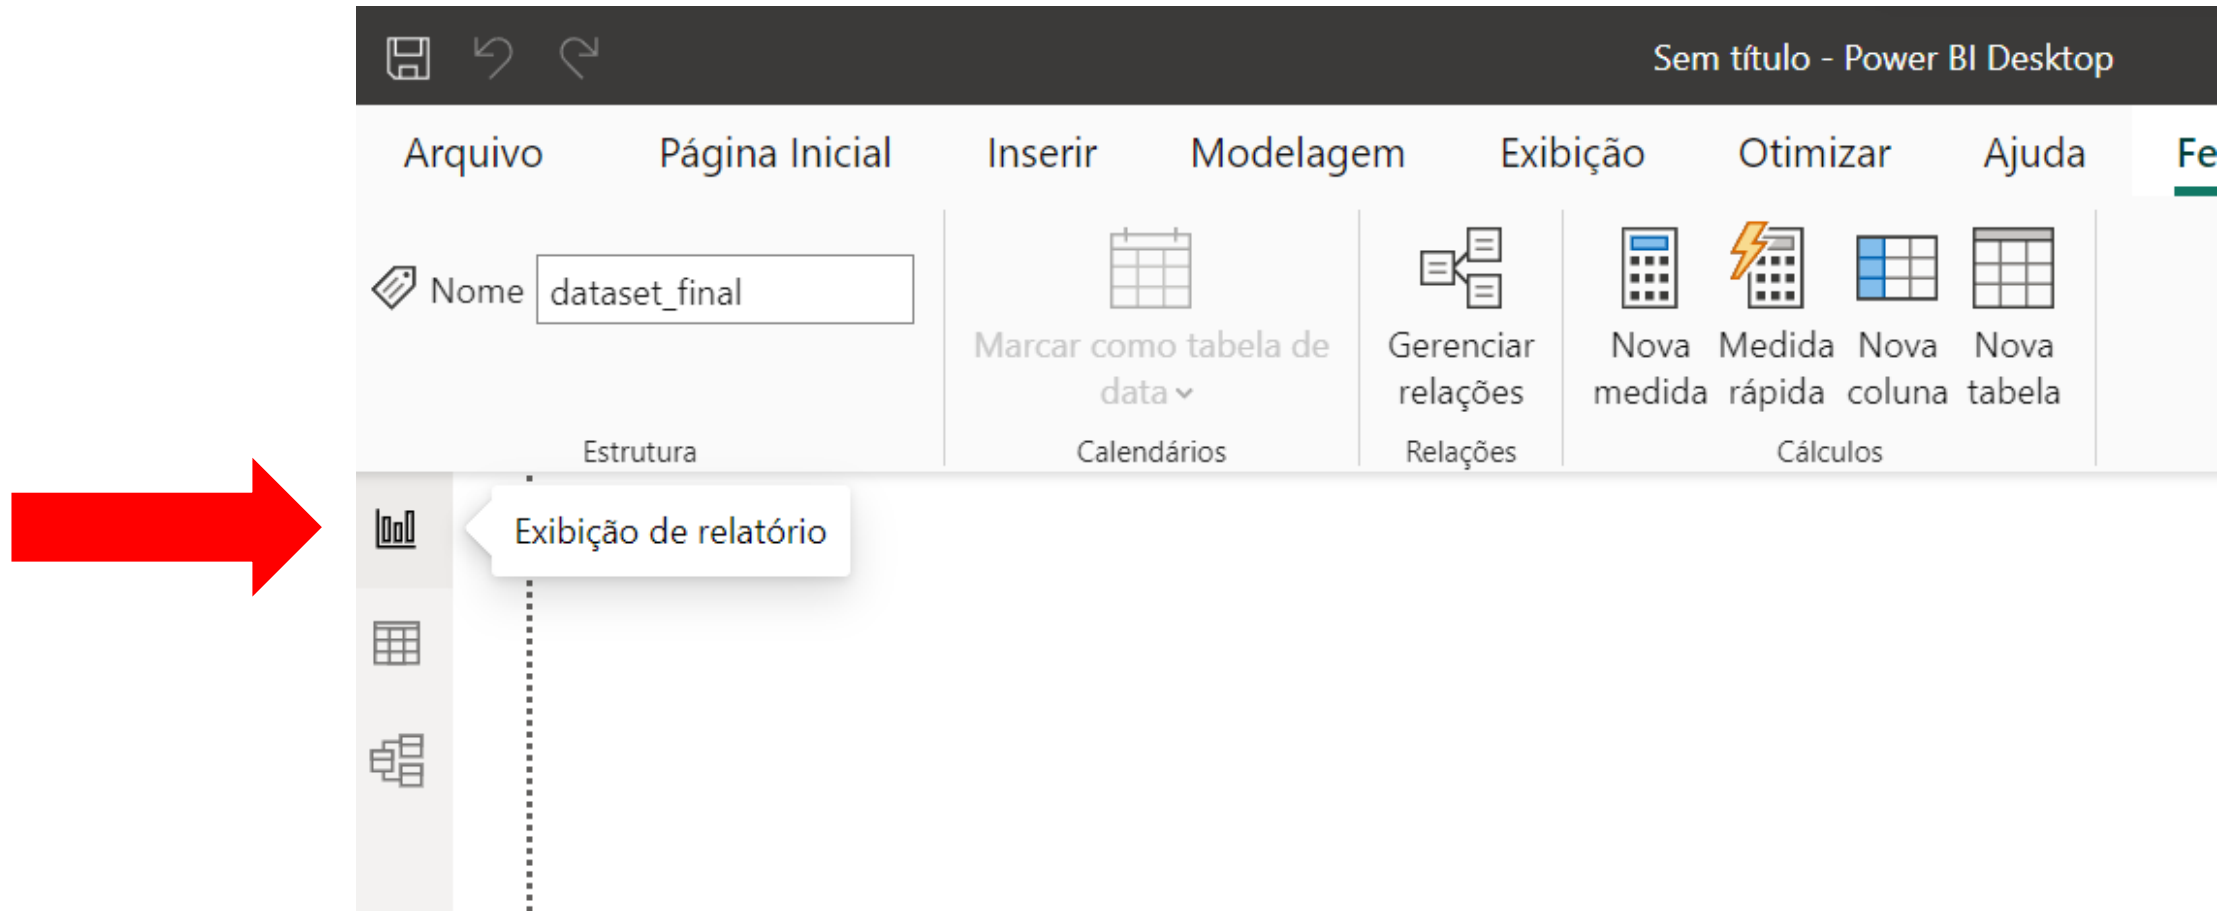 Sem título - Power BI Desktop
Arquivo Página Inicial Inserir Modelagem Exibição Otimizar Ajuda Fe
Nome dataset_final
Marcar como tabela de
data
Gerenciar
relações
Nova
medida
Medida
rápida
Nova
coluna
Nova
tabela
Estrutura Calendários Relações Cálculos
Exibição de relatório